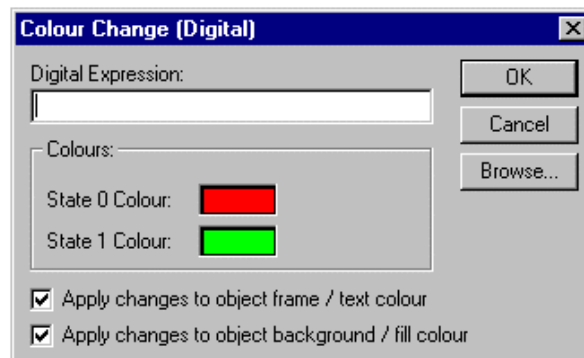 Colour Change (Digital)
Digital Expression:
OK
Cancel
Colours:
Browse...
State 0 Colour:
State 1 Colour:
Apply changes to object frame / text colour
Apply changes to object background / fill colour